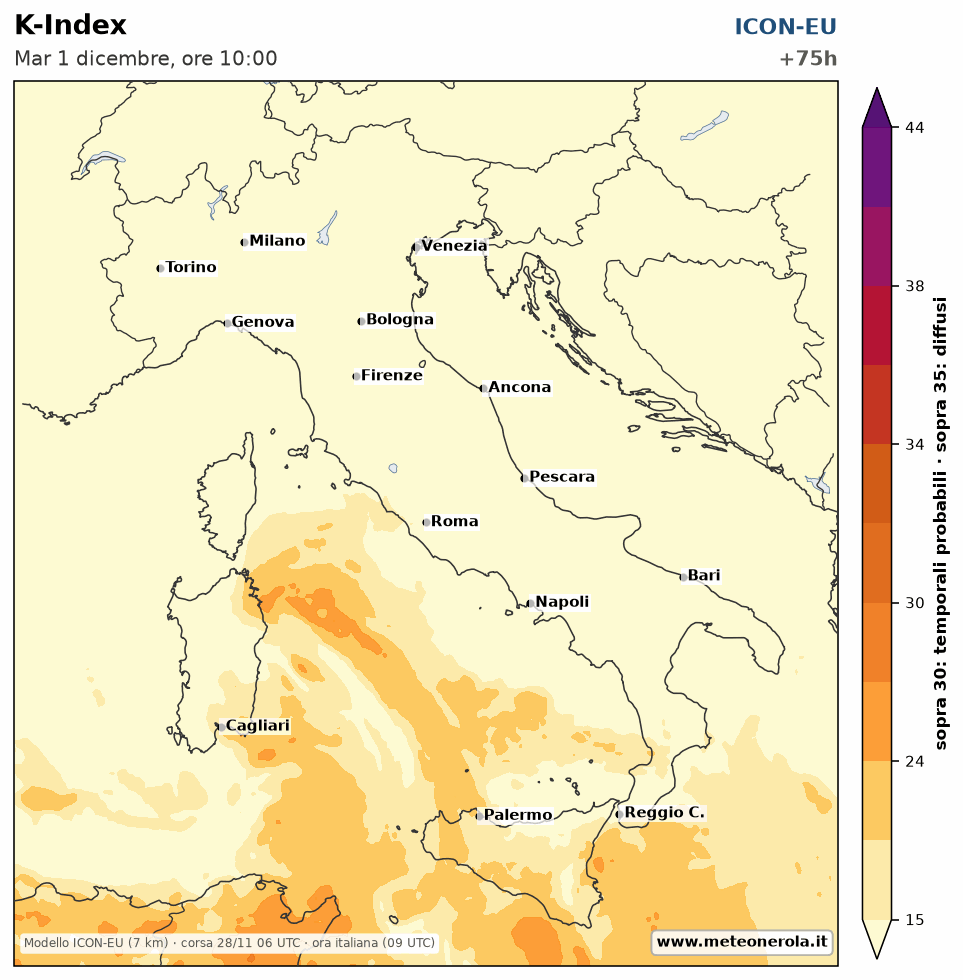 K-Index
ICON-EU
Mar 1 dicembre, ore 10:00
+75h
44
38
34
30
24
15
sopra 30: temporali probabili · sopra 35: diffusi
Milano
Venezia
Torino
Genova
Bologna
Firenze
Ancona
Pescara
Roma
Bari
Napoli
Cagliari
Palermo
Reggio C.
Modello ICON-EU (7 km) · corsa 28/11 06 UTC · ora italiana (09 UTC)
www.meteonerola.it